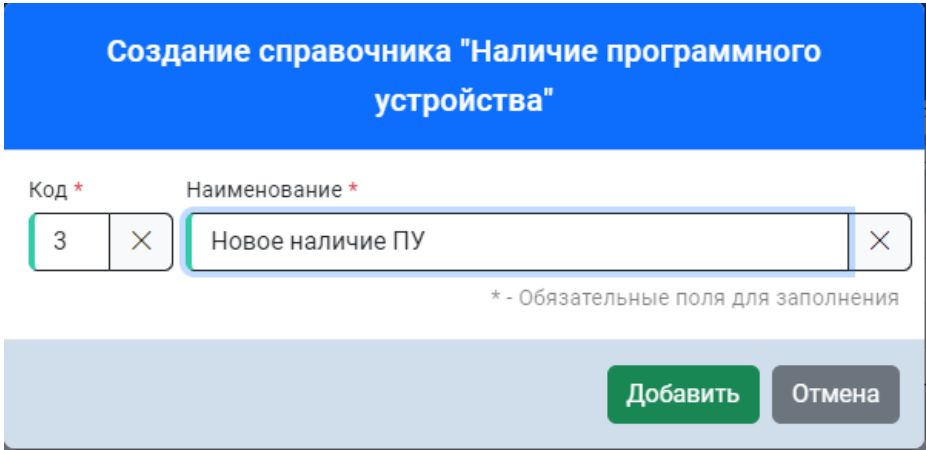 Создание справочника "Наличие программного
устройства"
Код * Наименование *
3 Новое наличие ПУ
* - Обязательные поля для заполнения
Добавить Отмена